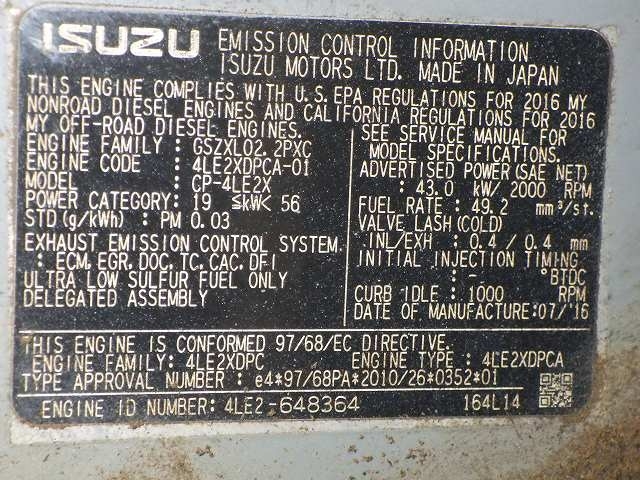 ISUZU EMISSION CONTROL INFORMATION
ISUZU MOTORS LTD. MADE IN JAPAN
THIS ENGINE COMPLIES WITH U.S.EPA REGULATIONS FOR 2016 MY
NONROAD DIESEL ENGINES AND CALIFORNIA REGULATIONS FOR 2016
MY OFF-ROAD DIESEL ENGINES.
ENGINE FAMILY : GSZXL02.2PXC
ENGINE CODE : 4LE2XDPCA-01
MODEL : CP-4LE2X
POWER CATEGORY: 19 ≦kW< 56
STD (g/kWh) : PM 0.03
EXHAUST EMISSION CONTROL SYSTEM
: ECM, EGR, DOC, TC, CAC, DFI
ULTRA LOW SULFUR FUEL ONLY
DELEGATED ASSEMBLY
SEE SERVICE MANUAL FOR
MODEL SPECIFICATIONS.
ADVERTISED POWER (SAE NET)
: 43.0 kW/ 2000 RPM
FUEL RATE : 49.2 mm³/st.
VALVE LASH (COLD)
INL/EXH : 0.4 / 0.4 mm
INITIAL INJECTION TIMING
: - °BTDC
CURB IDLE : 1000 RPM
DATE OF MANUFACTURE:07/'16
THIS ENGINE IS CONFORMED 97/68/EC DIRECTIVE.
ENGINE FAMILY: 4LE2XDPC ENGINE TYPE : 4LE2XDPCA
TYPE APPROVAL NUMBER : e4*97/68PA*2010/26*0352*01
ENGINE ID NUMBER: 4LE2-648364 164L14